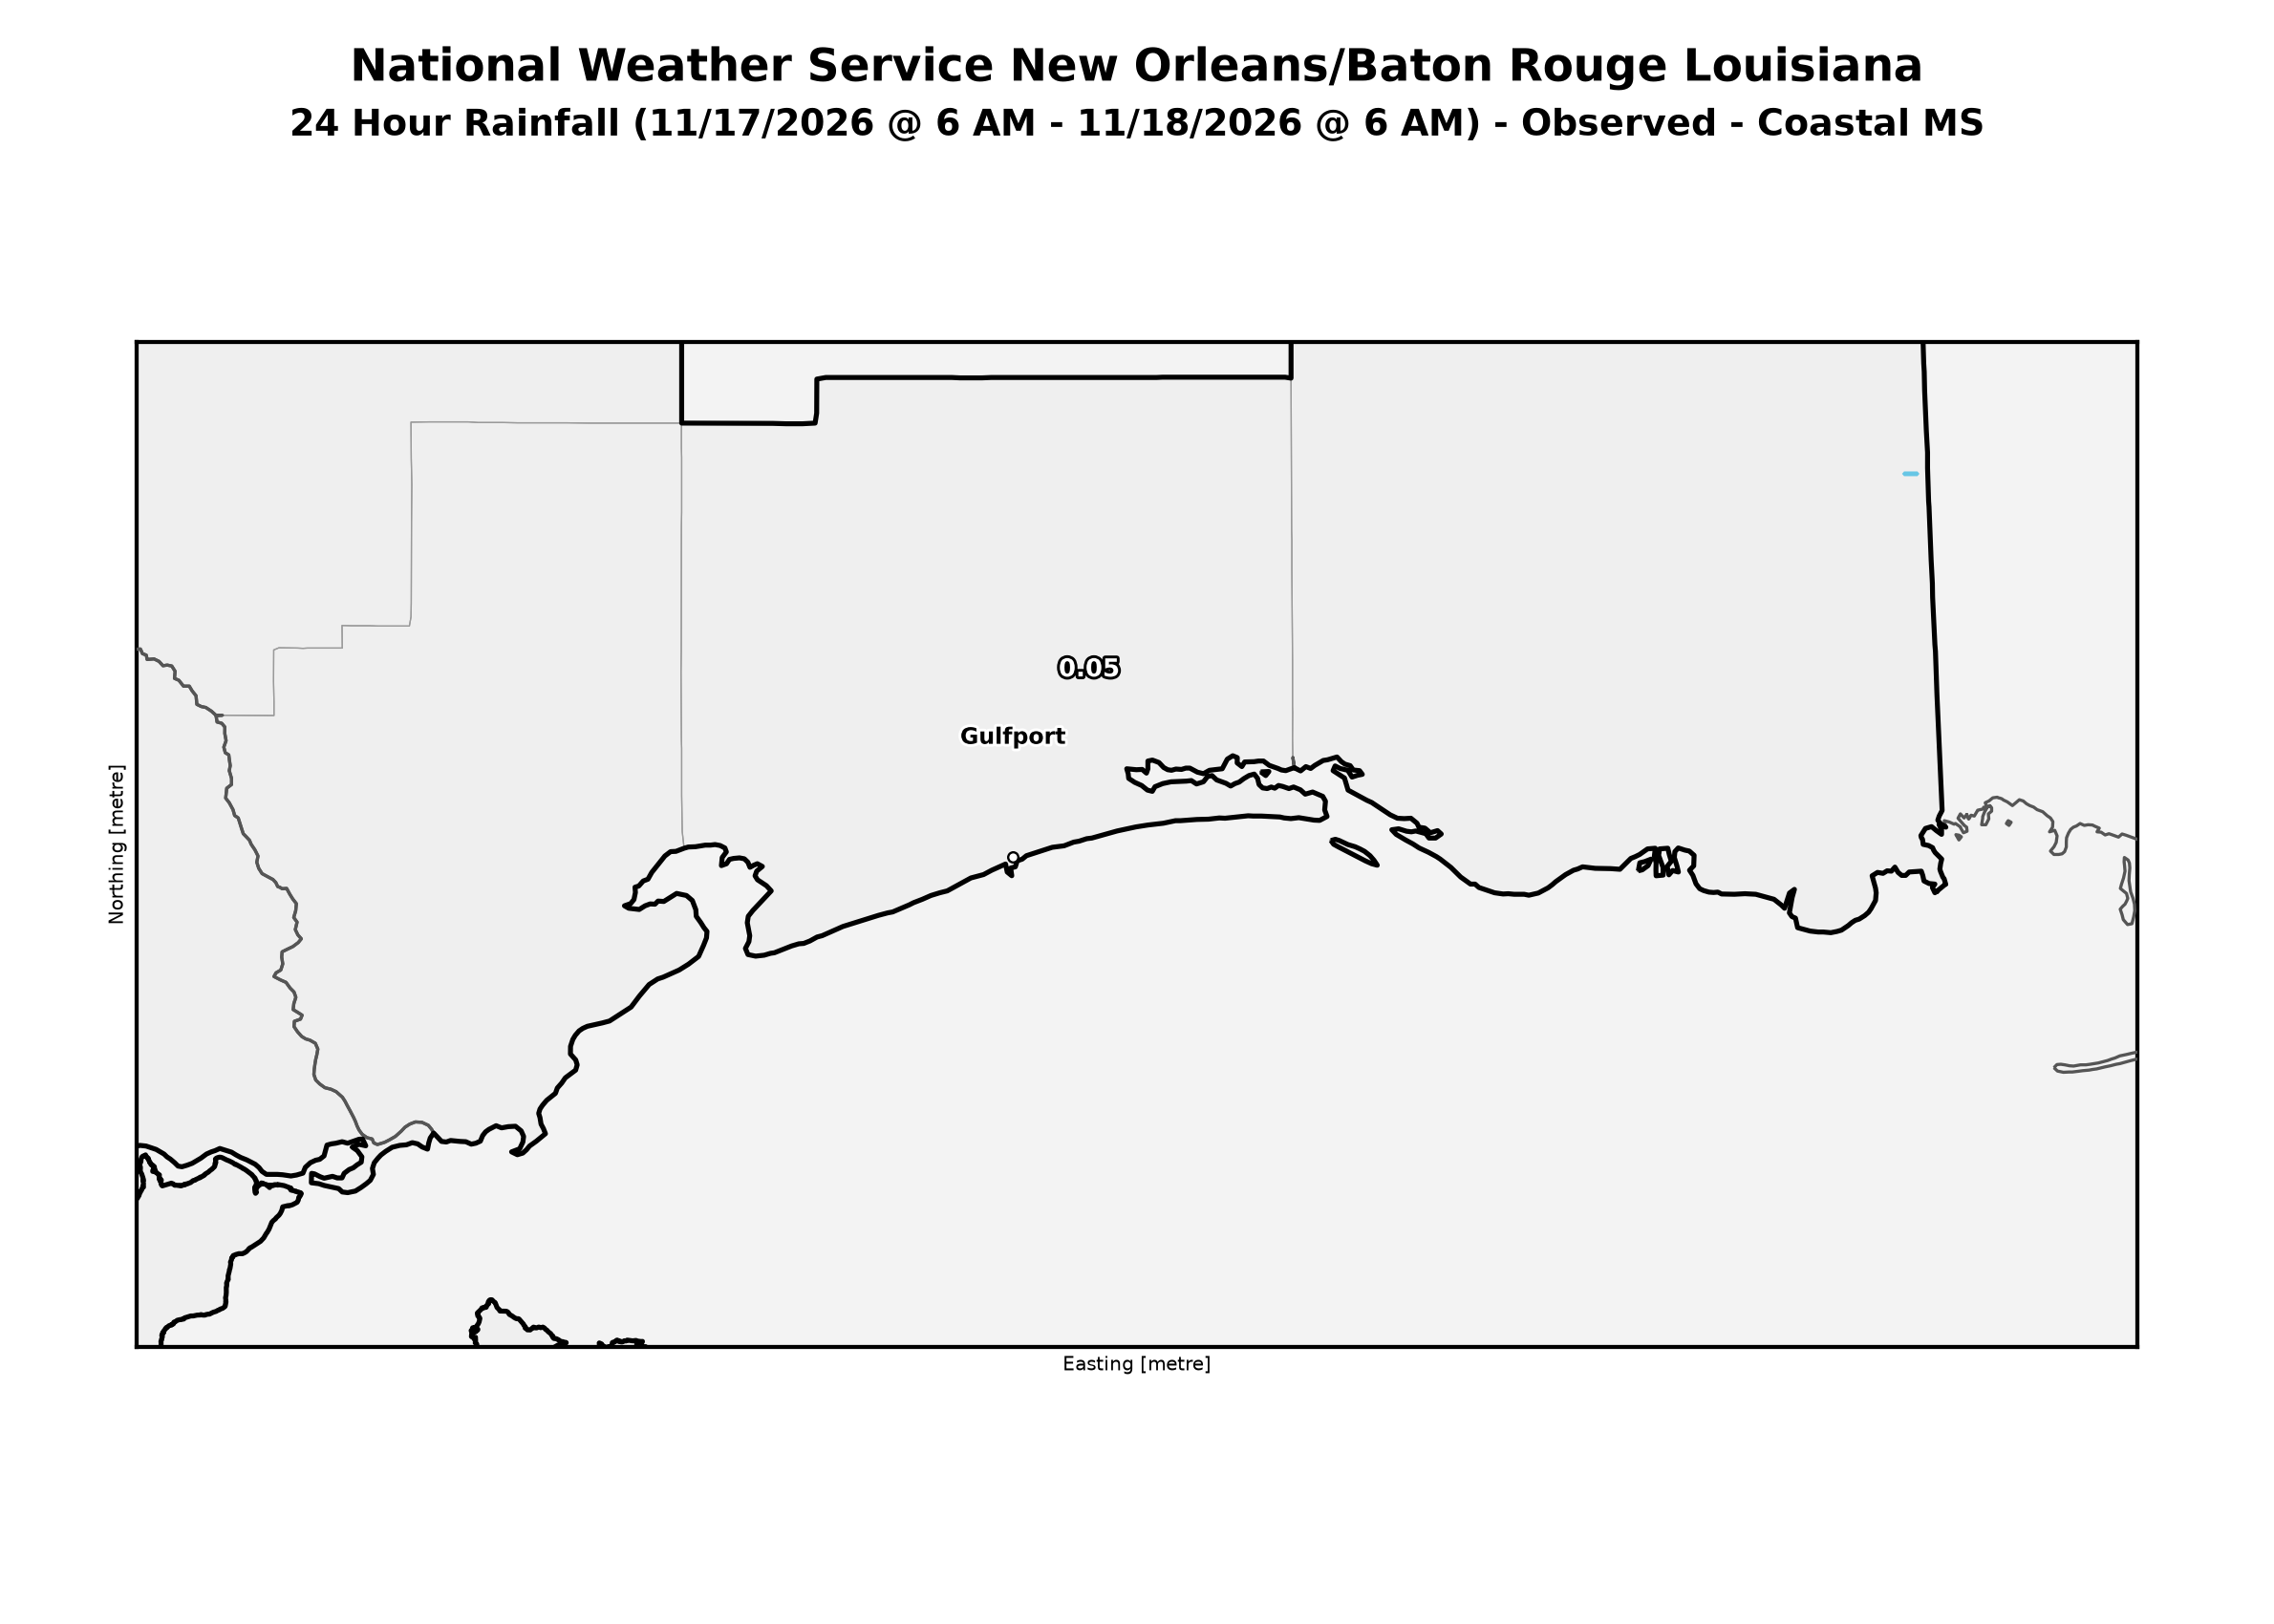 National Weather Service New Orleans/Baton Rouge Louisiana
24 Hour Rainfall (11/17/2026 @ 6 AM - 11/18/2026 @ 6 AM) - Observed - Coastal MS
0.05
Gulfport
Northing [metre]
Easting [metre]